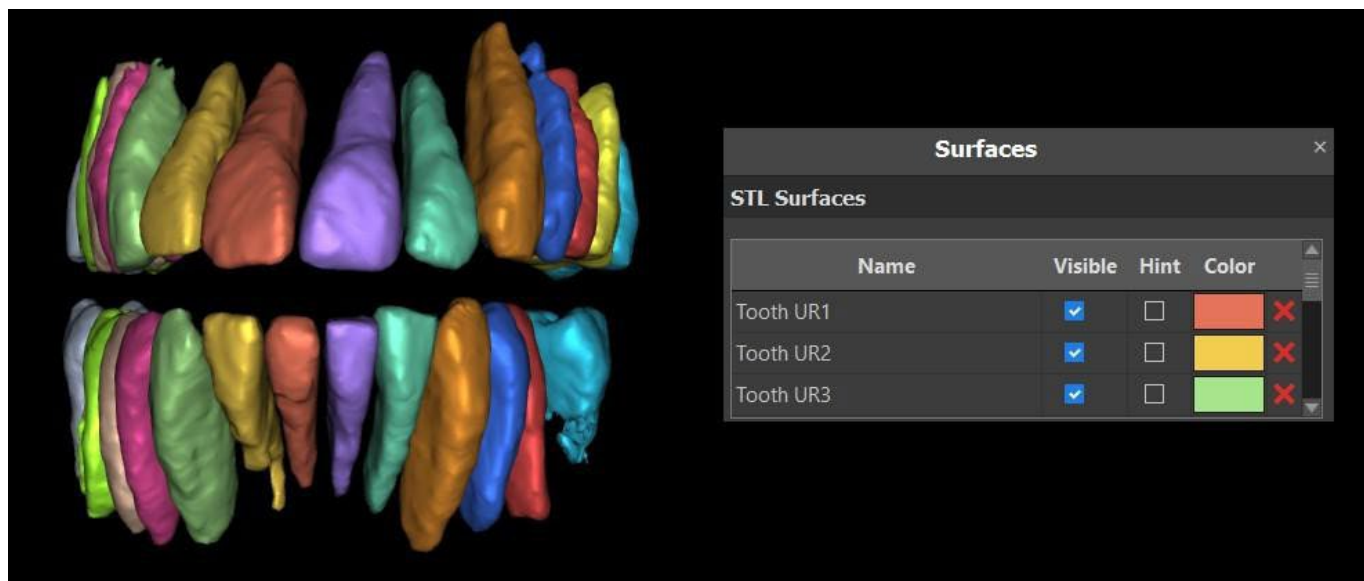 Surfaces
STL Surfaces
Name Visible Hint Color
Tooth UR1
Tooth UR2
Tooth UR3